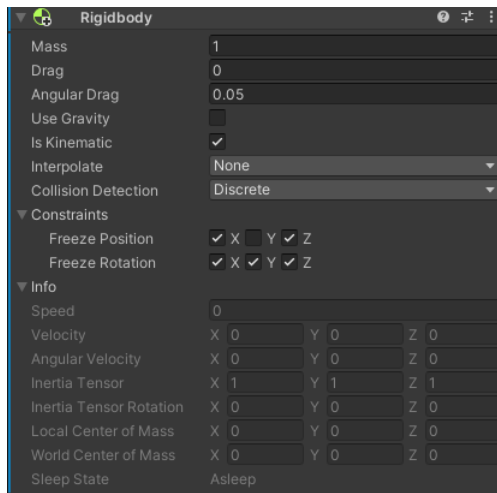 Rigidbody
Mass 1
Drag 0
Angular Drag 0.05
Use Gravity
Is Kinematic
Interpolate None
Collision Detection Discrete
Constraints
Freeze Position X Y Z
Freeze Rotation X Y Z
Info
Speed 0
Velocity X 0 Y 0 Z 0
Angular Velocity X 0 Y 0 Z 0
Inertia Tensor X 1 Y 1 Z 1
Inertia Tensor Rotation X 0 Y 0 Z 0
Local Center of Mass X 0 Y 0 Z 0
World Center of Mass X 0 Y 0 Z 0
Sleep State Asleep